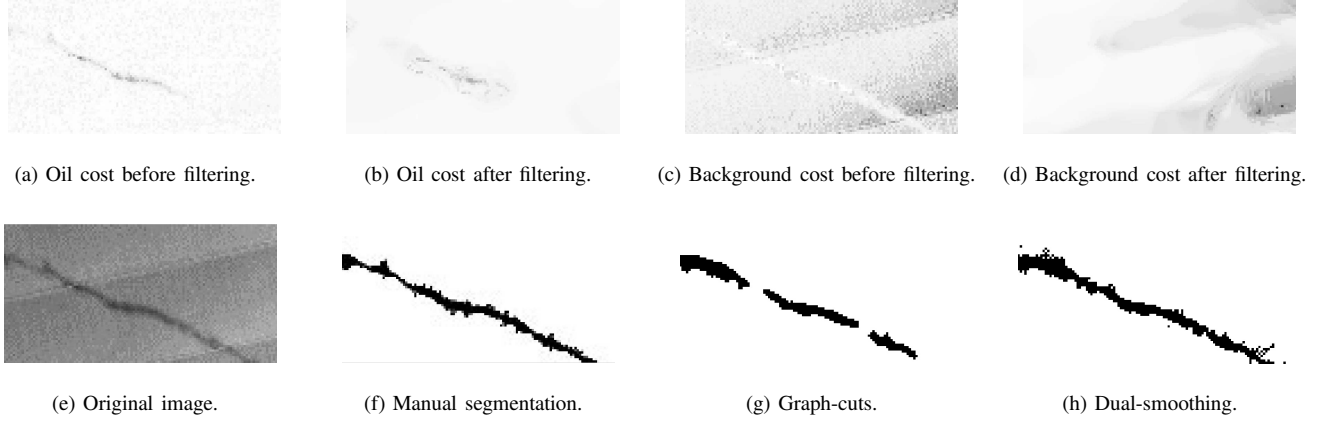 (a) Oil cost before filtering.
(b) Oil cost after filtering.
(c) Background cost before filtering.
(d) Background cost after filtering.
(e) Original image.
(f) Manual segmentation.
(g) Graph-cuts.
(h) Dual-smoothing.